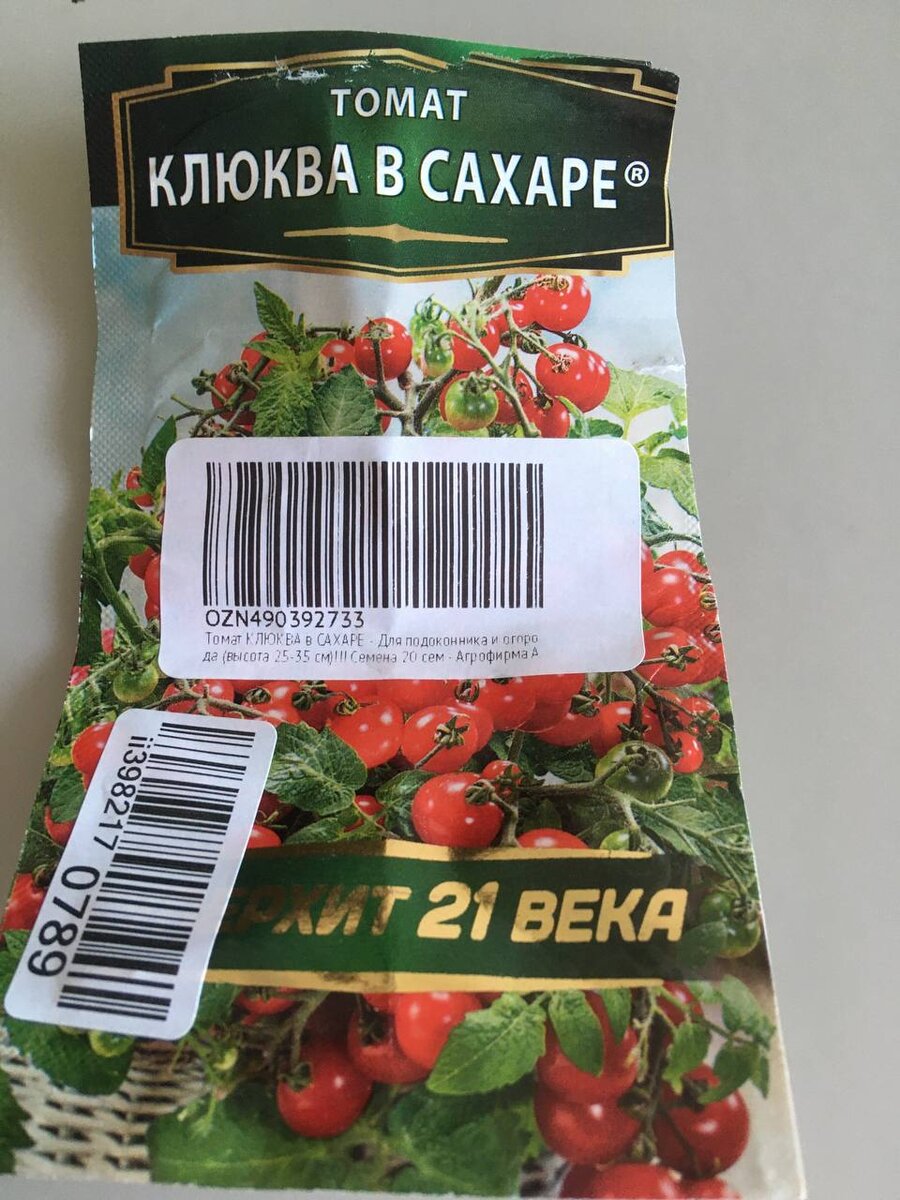 ТОМАТ
КЛЮКВА В САХАРЕ®
OZN490392733
Томат КЛЮКВА в САХАРЕ - Для подоконника и огоро
да (высота 25-35 см)!!! Семена 20 сем - Агрофирма А
ii398217 0789
ЕРХИТ 21 ВЕКА